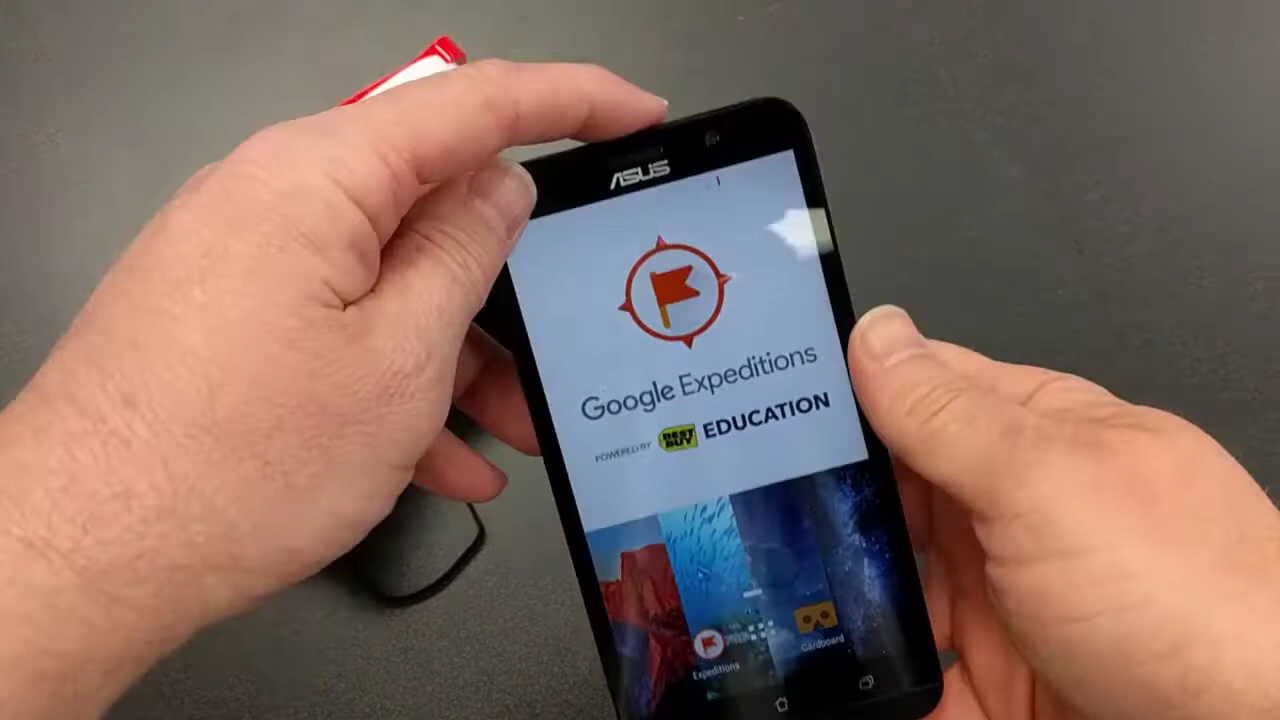 ASUS
Google Expeditions
POWERED BY BEST BUY EDUCATION
Expeditions
Cardboard